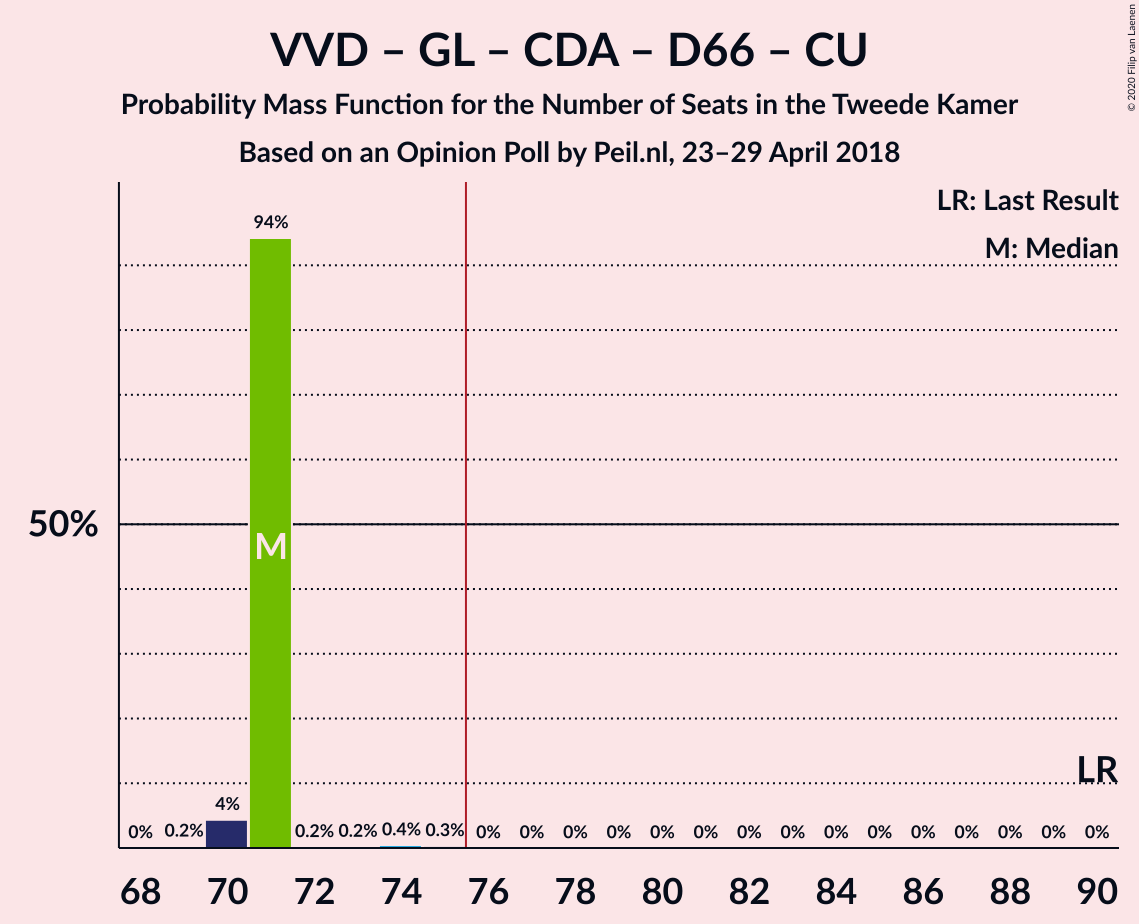 VVD – GL – CDA – D66 – CU
Probability Mass Function for the Number of Seats in the Tweede Kamer
Based on an Opinion Poll by Peil.nl, 23–29 April 2018
© 2020 Filip van Laenen
LR: Last Result
M: Median
94%
50%
M
LR
4%
0% 0.2% 0.2% 0.2% 0.4% 0.3% 0% 0% 0% 0% 0% 0% 0% 0% 0% 0% 0% 0% 0% 0% 0%
68 70 72 74 76 78 80 82 84 86 88 90